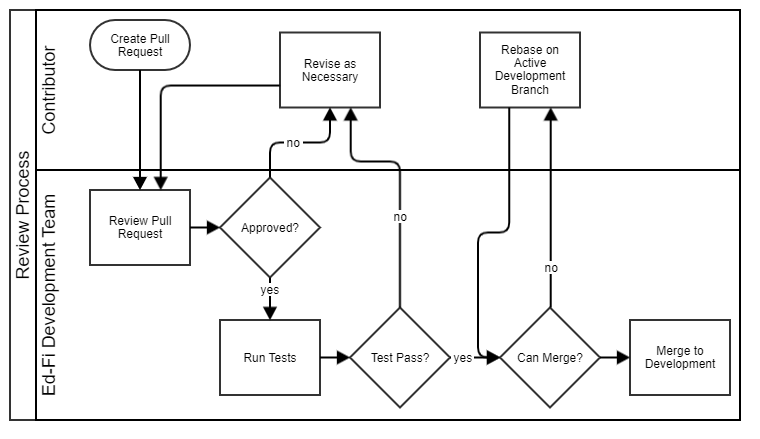 Review Process
Contributor
Create Pull
Request
Revise as
Necessary
Rebase on
Active
Development
Branch
no
Ed-Fi Development Team
Review Pull
Request
Approved?
no
yes
no
Run Tests
Test Pass?
yes
Can Merge?
Merge to
Development